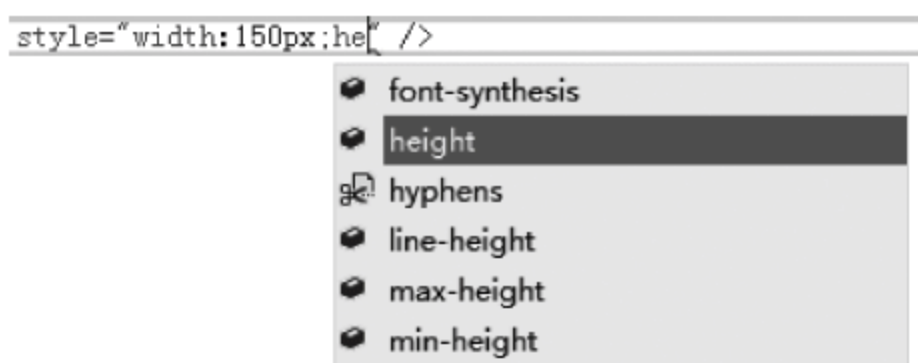 style="width:150px;he" />
font-synthesis
height
hyphens
line-height
max-height
min-height